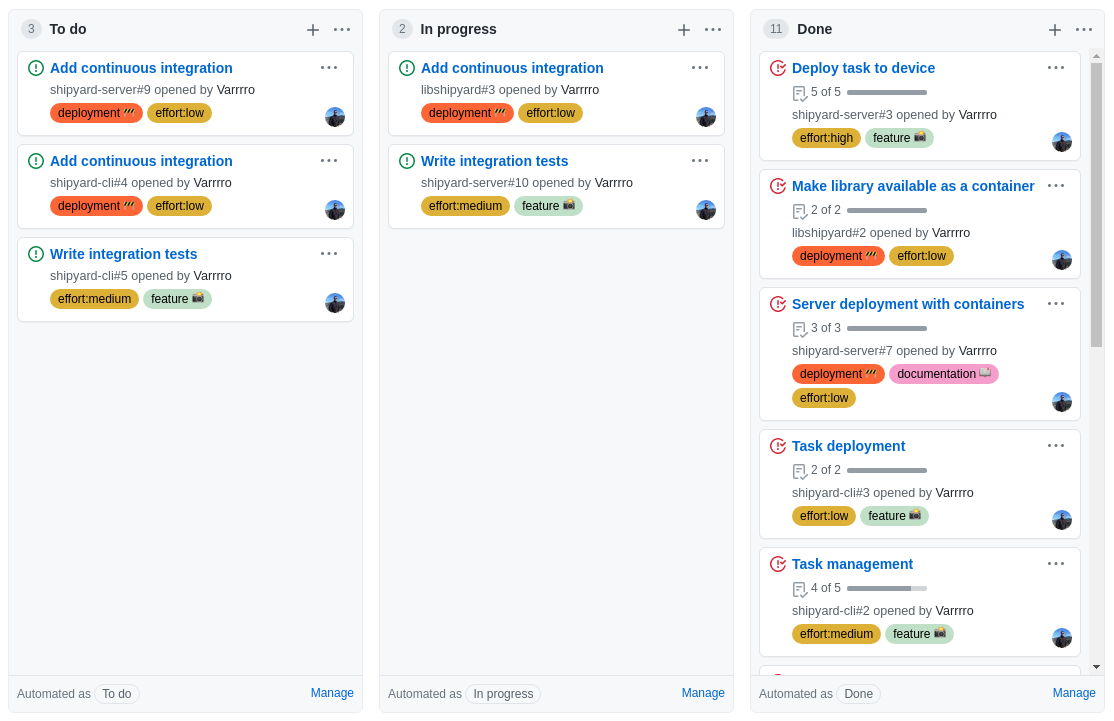 3 To do
Add continuous integration
shipyard-server#9 opened by Varrrro
deployment effort:low
Add continuous integration
shipyard-cli#4 opened by Varrrro
deployment effort:low
Write integration tests
shipyard-cli#5 opened by Varrrro
effort:medium feature
Automated as To do Manage
2 In progress
Add continuous integration
libshipyard#3 opened by Varrrro
deployment effort:low
Write integration tests
shipyard-server#10 opened by Varrrro
effort:medium feature
Automated as In progress Manage
11 Done
Deploy task to device
5 of 5
shipyard-server#3 opened by Varrrro
effort:high feature
Make library available as a container
2 of 2
libshipyard#2 opened by Varrrro
deployment effort:low
Server deployment with containers
3 of 3
shipyard-server#7 opened by Varrrro
deployment documentation
effort:low
Task deployment
2 of 2
shipyard-cli#3 opened by Varrrro
effort:low feature
Task management
4 of 5
shipyard-cli#2 opened by Varrrro
effort:medium feature
Automated as Done Manage